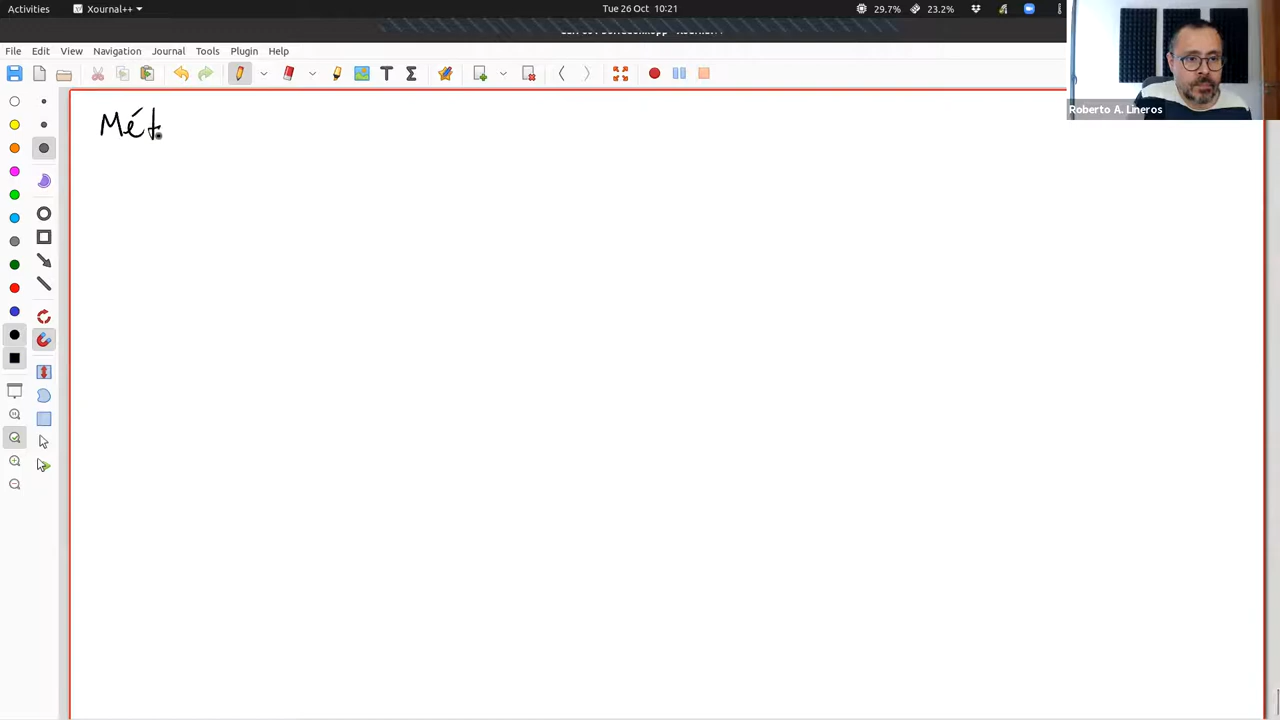 Activities
Xournal++
Tue 26 Oct 10:21
29.7%
23.2%
File Edit View Navigation Journal Tools Plugin Help
Roberto A. Lineros
Mét